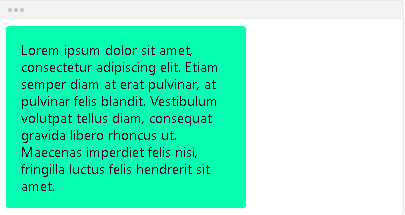 Lorem ipsum dolor sit amet,
consectetur adipiscing elit. Etiam
semper diam at erat pulvinar, at
pulvinar felis blandit. Vestibulum
volutpat tellus diam, consequat
gravida libero rhoncus ut.
Maecenas imperdiet felis nisi,
fringilla luctus felis hendrerit sit
amet.